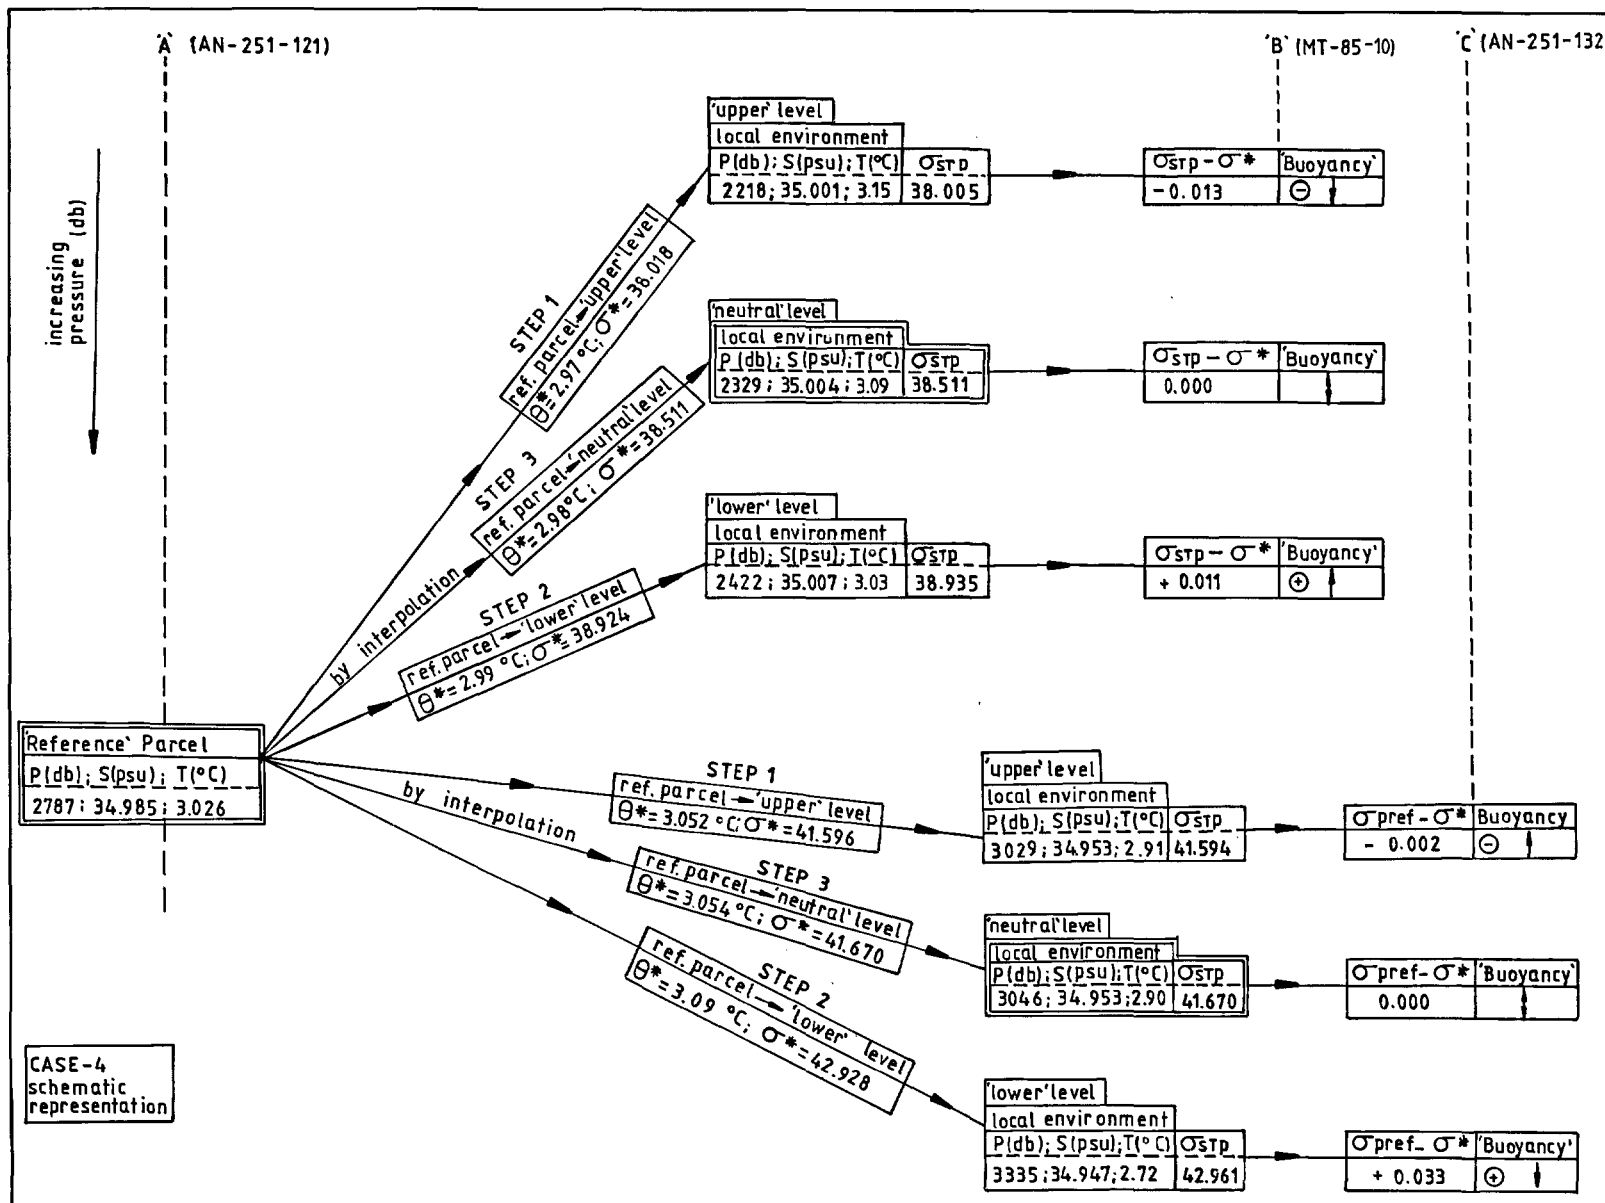 'A' (AN-251-121)
'B' (MT-85-10)
'C' (AN-251-132
increasing
pressure (db)
'upper' level
local environment
P(db); S(psu); T(°C) σSTP
2218; 35.001; 3.15 38.005
σSTP - σ* 'Buoyancy'
-0.013 ⊖
STEP 1
ref. parcel → 'upper' level
θ*= 2.97 °C; σ*= 38.018
'neutral' level
local environment
P(db); S(psu); T(°C) σSTP
2329; 35.004; 3.09 38.511
σSTP - σ* 'Buoyancy'
0.000
STEP 3
ref. parcel → 'neutral' level
θ*= 2.98°C; σ*= 38.511
by interpolation
'lower' level
local environment
P(db); S(psu); T(°C) σSTP
2422; 35.007; 3.03 38.935
σSTP - σ* 'Buoyancy'
+ 0.011 ⊕
STEP 2
ref. parcel → 'lower' level
θ*= 2.99 °C; σ*= 38.924
'Reference' Parcel
P(db); S(psu); T(°C)
2787; 34.985; 3.026
STEP 1
ref. parcel → 'upper' level
θ*= 3.052 °C; σ*= 41.596
by interpolation
'upper' level
local environment
P(db); S(psu); T(°C) σSTP
3029; 34.953; 2.91 41.594
σpref - σ* Buoyancy
- 0.002 ⊖
STEP 3
ref. parcel → 'neutral' level
θ*= 3.054 °C; σ*= 41.670
'neutral' level
local environment
P(db); S(psu); T(°C) σSTP
3046; 34.953; 2.90 41.670
σpref - σ* 'Buoyancy'
0.000
STEP 2
ref. parcel → 'lower' level
θ*= 3.09 °C; σ*= 42.928
'lower' level
local environment
P(db); S(psu); T(°C) σSTP
3335; 34.947; 2.72 42.961
σpref - σ* 'Buoyancy'
+ 0.033 ⊕
CASE-4
schematic
representation